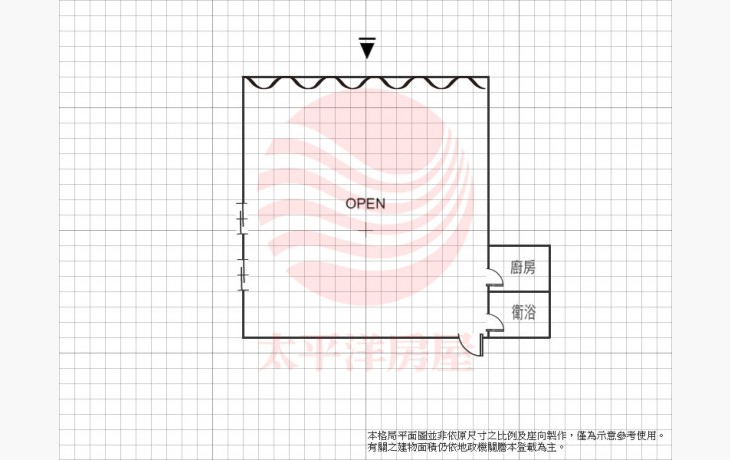 OPEN
廚房
衛浴
太平洋房屋
本格局平面圖並非依原尺寸之比例及座向製作，僅為示意參考使用。
有關之建物面積仍依地政機關謄本登載為主。